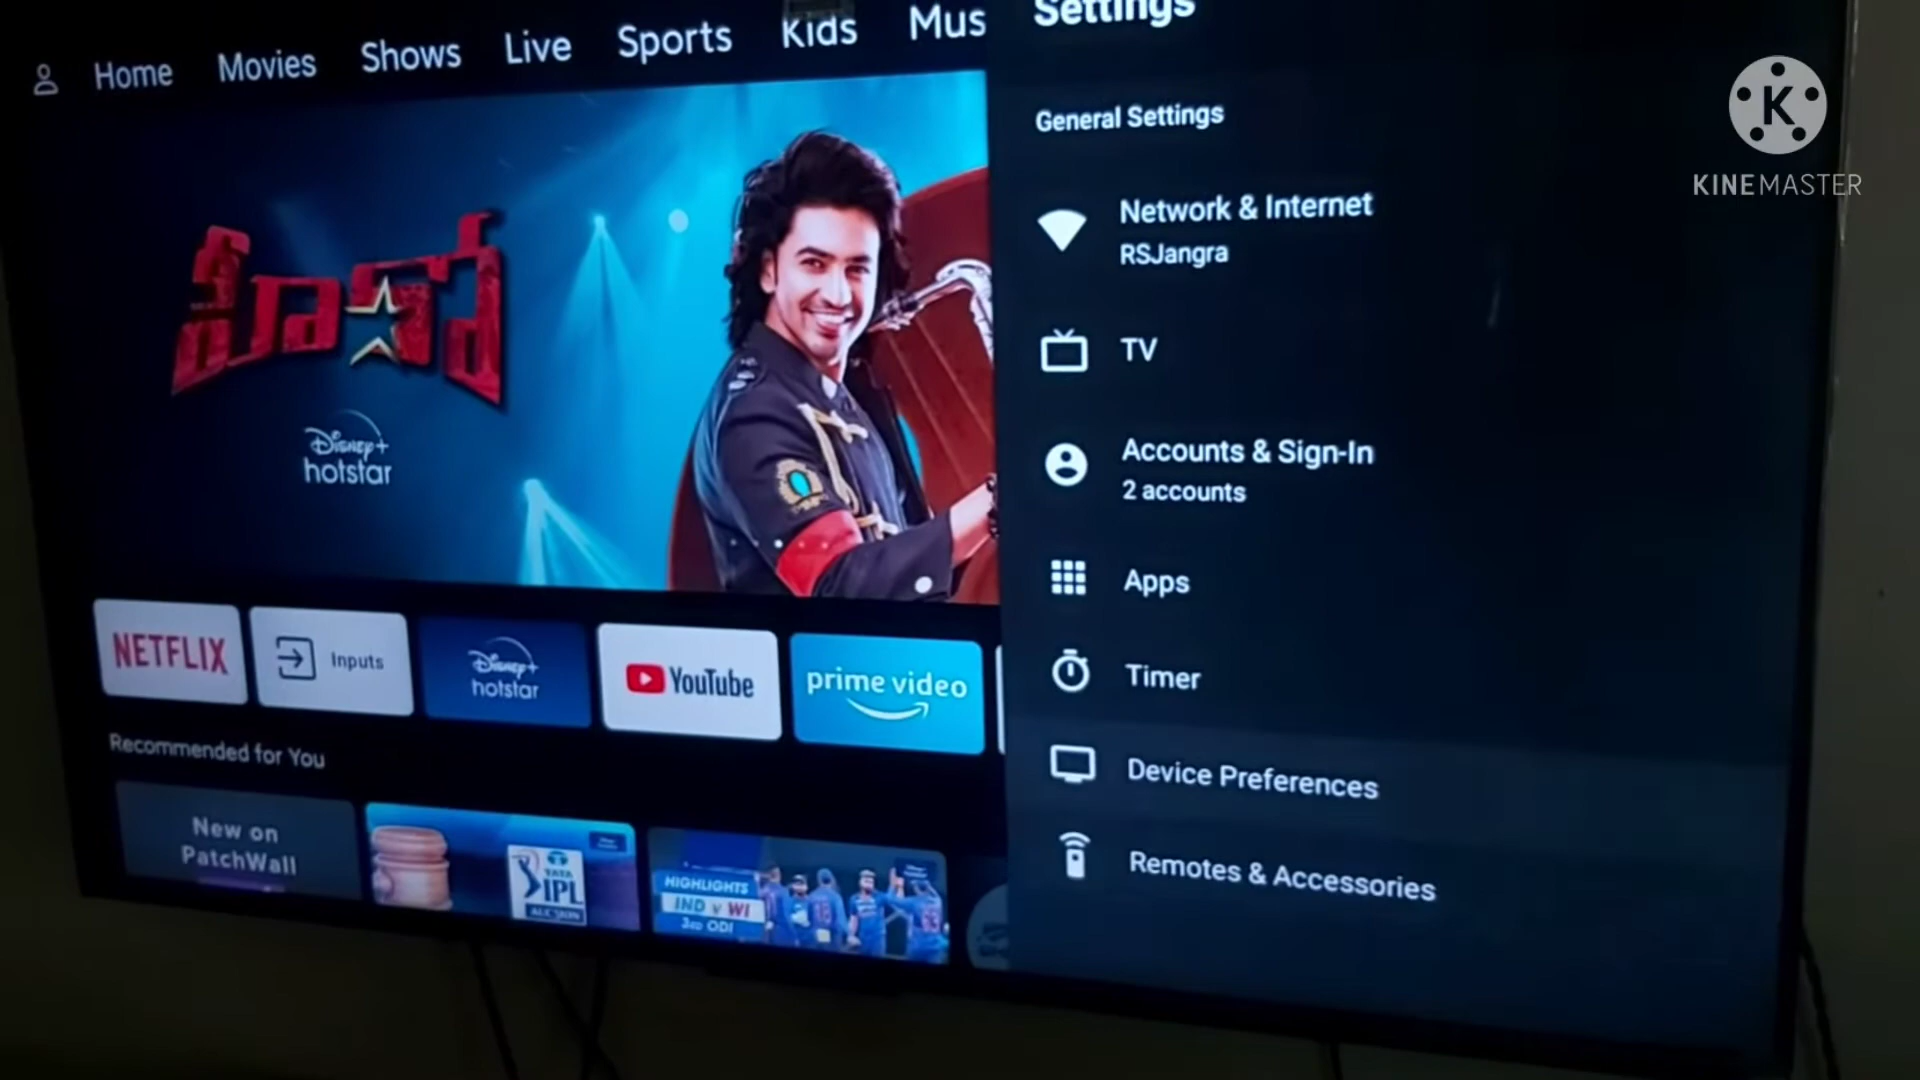 Home Movies Shows Live Sports Kids Mus
Settings
General Settings
Network & Internet
RSJangra
TV
Accounts & Sign-In
2 accounts
Apps
Timer
Device Preferences
Remotes & Accessories
హీరో
Disney+
hotstar
NETFLIX
Inputs
Disney+
hotstar
YouTube
prime video
Recommended for You
New on
PatchWall
TATA
IPL
AUCTION
HIGHLIGHTS
IND v WI
3RD ODI
K
KINEMASTER